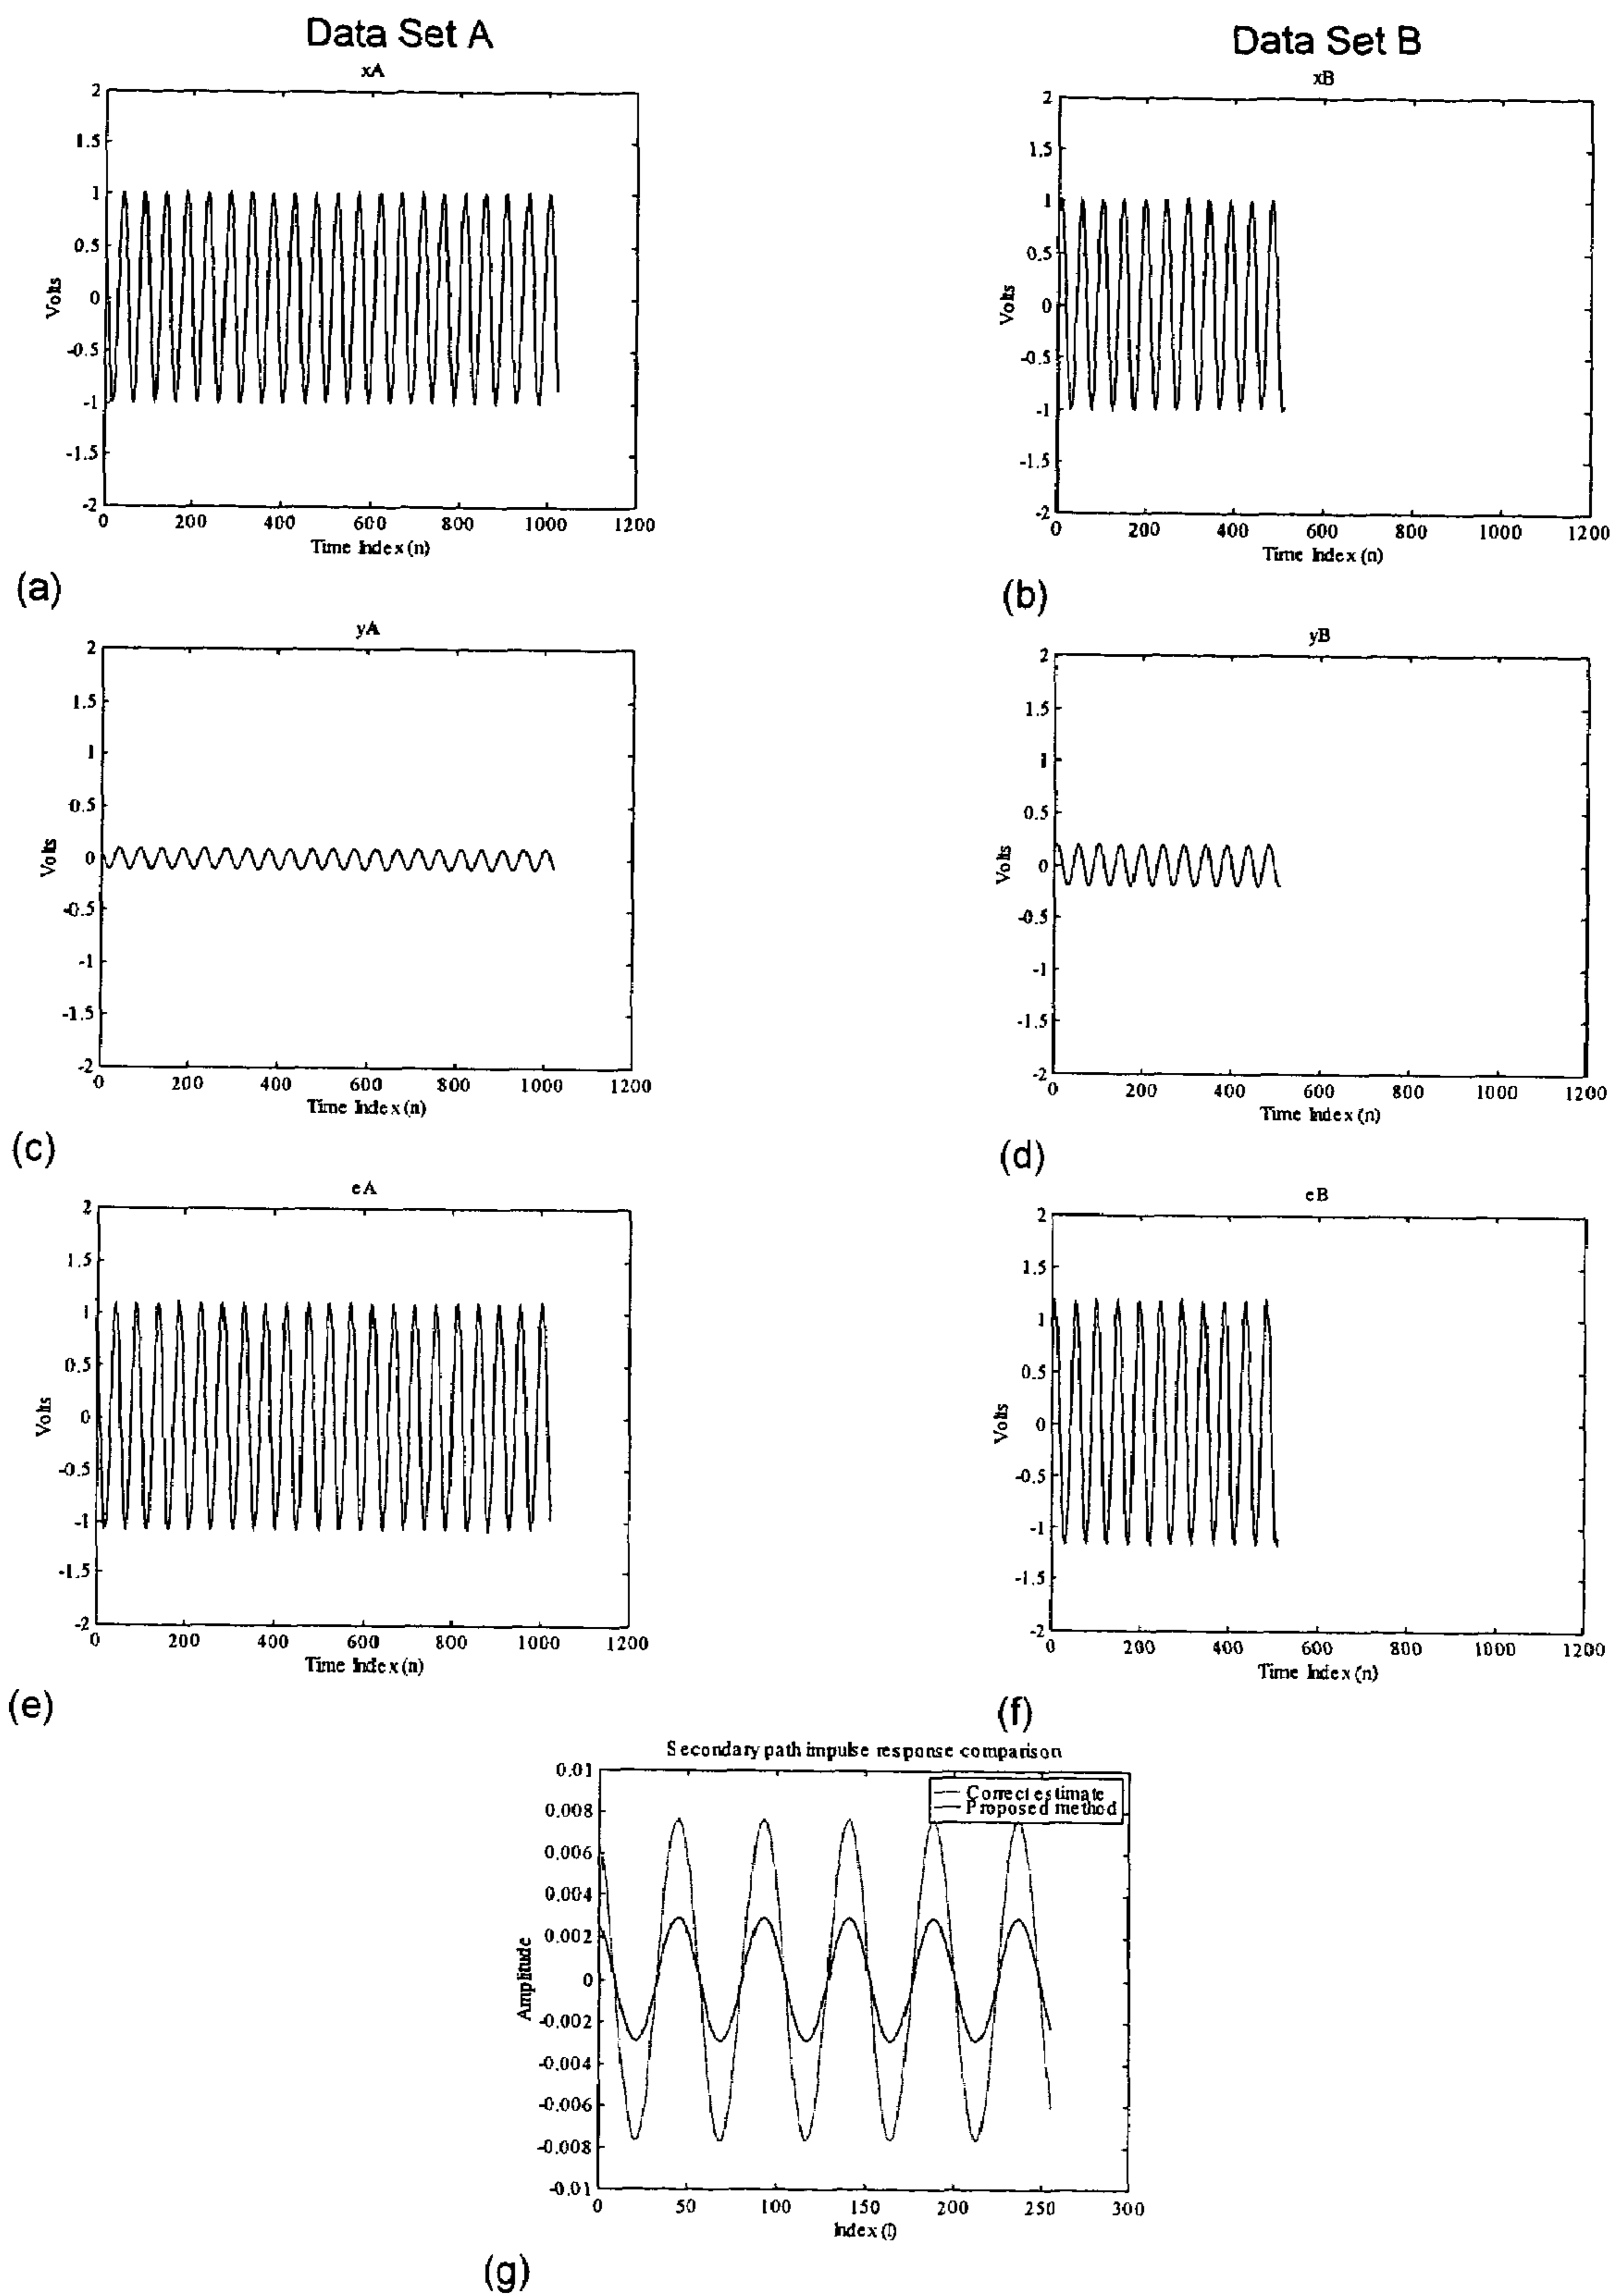 Data Set A
Data Set B
xA
2
1.5
1
0.5
0
-0.5
-1
-1.5
-2
Volts
0 200 400 600 800 1000 1200
Time Index (n)
(a)
xB
2
1.5
1
0.5
0
-0.5
-1
-1.5
-2
Volts
0 200 400 600 800 1000 1200
Time Index (n)
(b)
yA
2
1.5
1
0.5
0
-0.5
-1
-1.5
-2
Volts
0 200 400 600 800 1000 1200
Time Index (n)
(c)
yB
2
1.5
1
0.5
0
-0.5
-1
-1.5
-2
Volts
0 200 400 600 800 1000 1200
Time Index (n)
(d)
eA
2
1.5
1
0.5
0
-0.5
-1
-1.5
-2
Volts
0 200 400 600 800 1000 1200
Time Index (n)
(e)
eB
2
1.5
1
0.5
0
-0.5
-1
-1.5
-2
Volts
0 200 400 600 800 1000 1200
Time Index (n)
(f)
Secondary path impulse response comparison
Correct estimate
Proposed method
0.01
0.008
0.006
0.004
0.002
0
-0.002
-0.004
-0.006
-0.008
-0.01
Amplitude
0 50 100 150 200 250 300
Index (l)
(g)